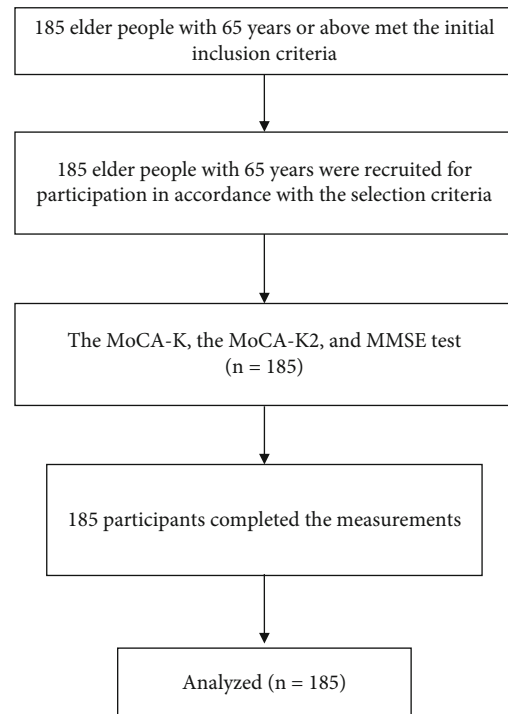 185 elder people with 65 years or above met the initial
inclusion criteria
185 elder people with 65 years were recruited for
participation in accordance with the selection criteria
The MoCA-K, the MoCA-K2, and MMSE test
(n = 185)
185 participants completed the measurements
Analyzed (n = 185)